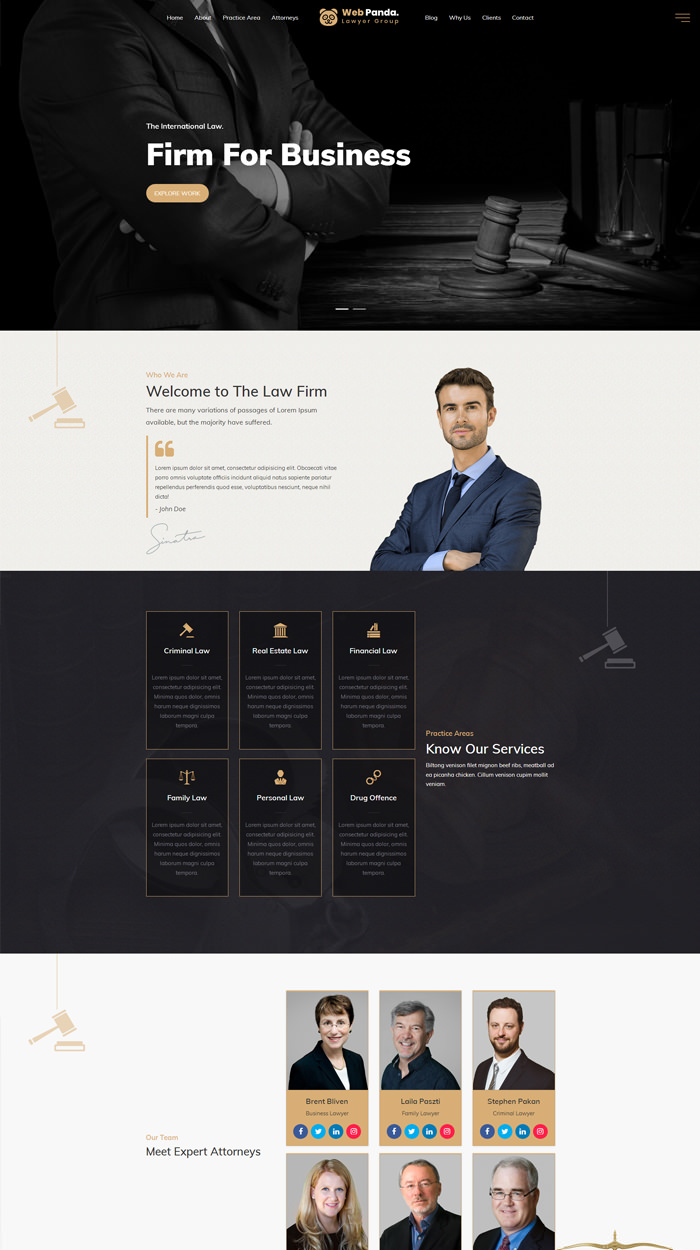 Home About Practice Area Attorneys
Web Panda.
Lawyer Group
Blog Why Us Clients Contact
The International Law.
Firm For Business
EXPLORE WORK
Who We Are
Welcome to The Law Firm
There are many variations of passages of Lorem Ipsum
available, but the majority have suffered.
Lorem ipsum dolor sit amet, consectetur adipisicing elit. Obcaecati vitae
porro omnis voluptate officiis incidunt aliquid natus sapiente pariatur
repellendus perferendis quod esse, voluptatibus nesciunt, neque nihil
dicta!
- John Doe
Sinatra
Criminal Law
Lorem ipsum dolor sit amet,
consectetur adipisicing elit.
Minima quos dolor, omnis
harum neque dignissimos
laborum magni culpa
tempora.
Real Estate Law
Lorem ipsum dolor sit amet,
consectetur adipisicing elit.
Minima quos dolor, omnis
harum neque dignissimos
laborum magni culpa
tempora.
Financial Law
Lorem ipsum dolor sit amet,
consectetur adipisicing elit.
Minima quos dolor, omnis
harum neque dignissimos
laborum magni culpa
tempora.
Family Law
Lorem ipsum dolor sit amet,
consectetur adipisicing elit.
Minima quos dolor, omnis
harum neque dignissimos
laborum magni culpa
tempora.
Personal Law
Lorem ipsum dolor sit amet,
consectetur adipisicing elit.
Minima quos dolor, omnis
harum neque dignissimos
laborum magni culpa
tempora.
Drug Offence
Lorem ipsum dolor sit amet,
consectetur adipisicing elit.
Minima quos dolor, omnis
harum neque dignissimos
laborum magni culpa
tempora.
Practice Areas
Know Our Services
Biltong venison filet mignon beef ribs, meatball ad
ea picanha chicken. Cillum venison cupim mollit
veniam.
Our Team
Meet Expert Attorneys
Brent Bliven
Business Lawyer
Laila Paszti
Family Lawyer
Stephen Pakan
Criminal Lawyer